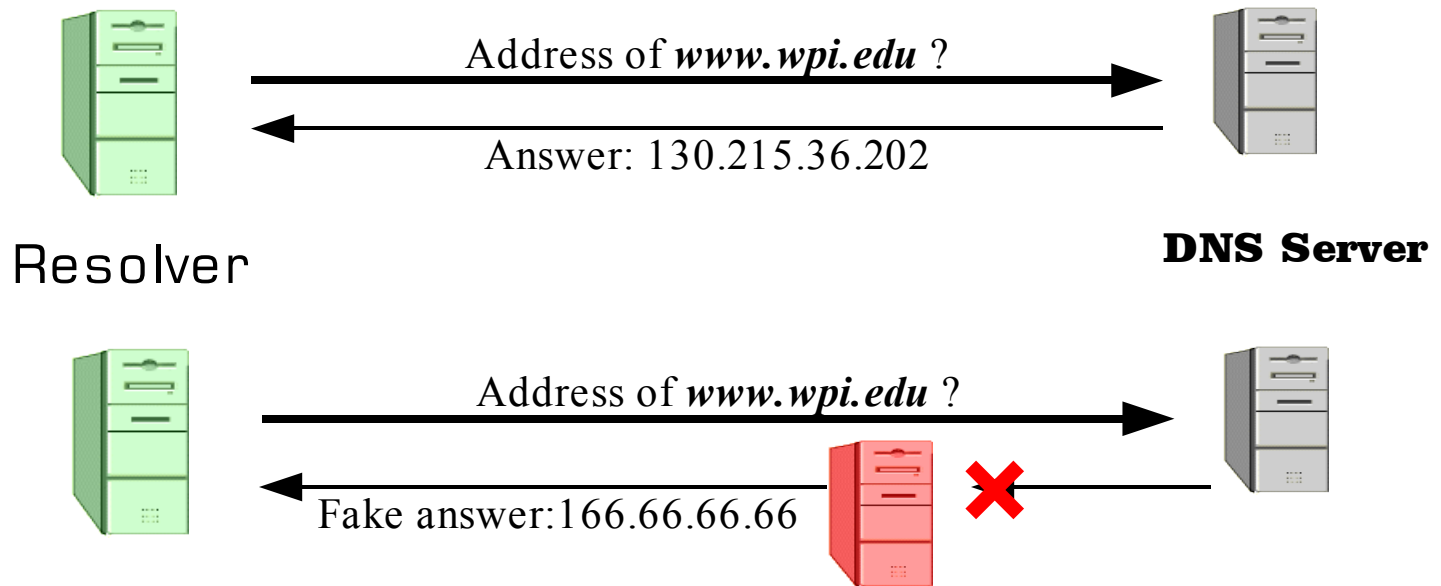 Address of www.wpi.edu ?
Answer: 130.215.36.202
Resolver
DNS Server
Address of www.wpi.edu ?
Fake answer:166.66.66.66